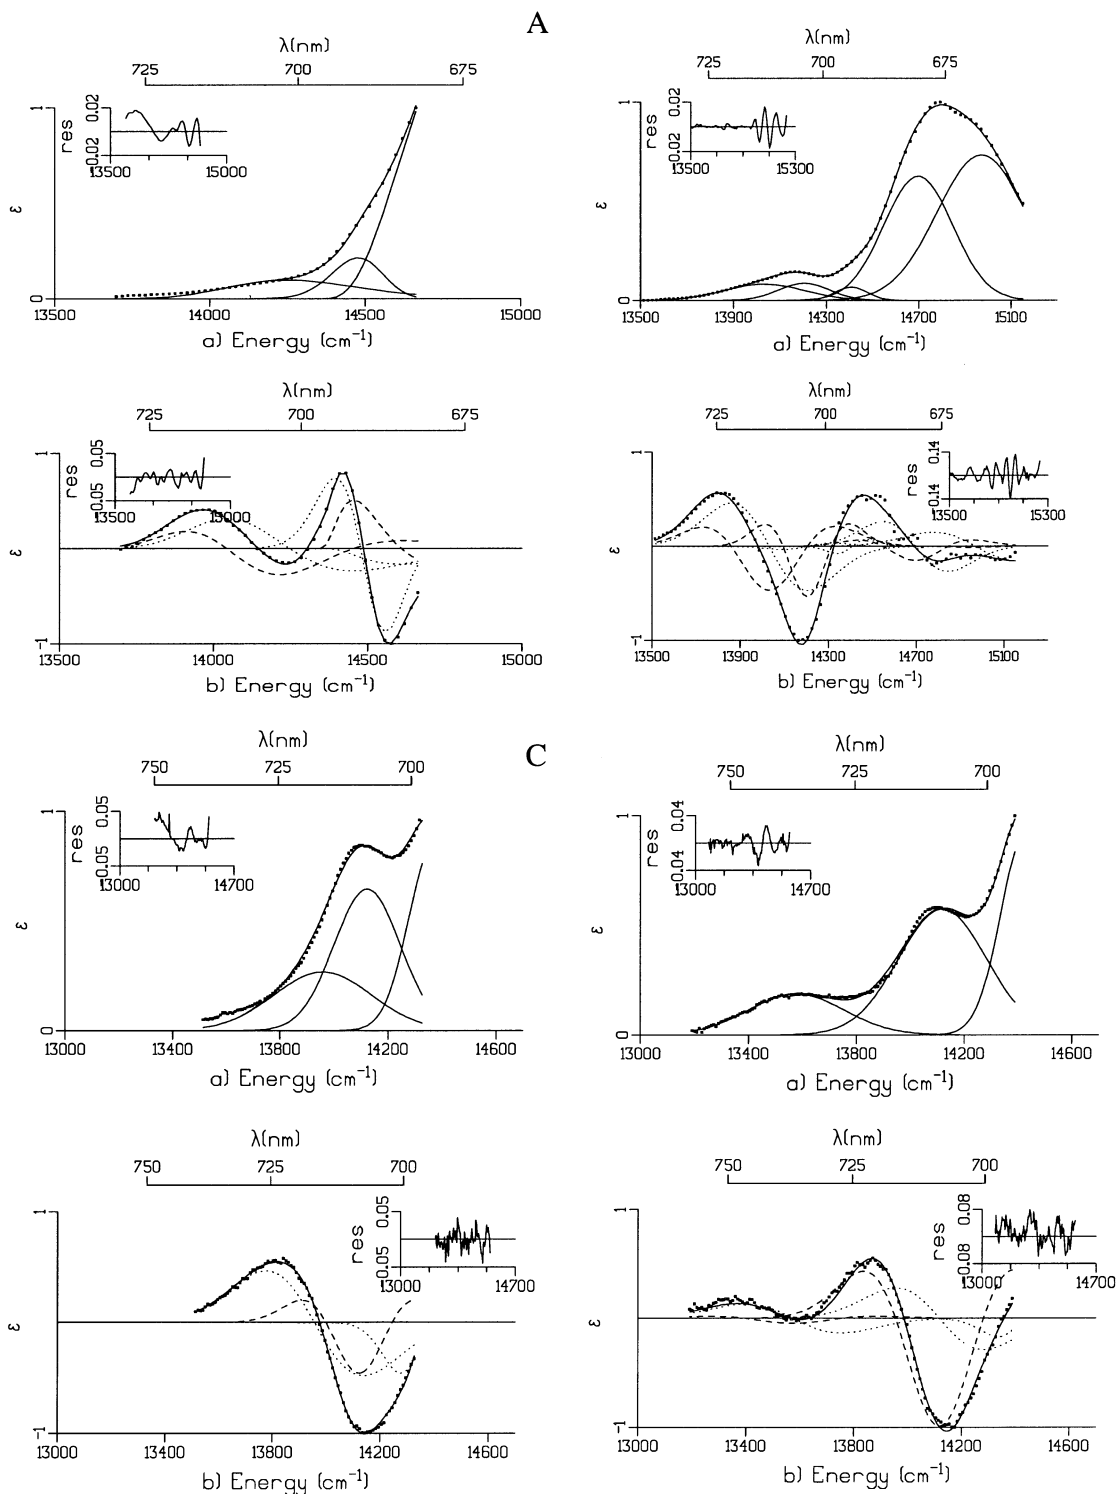 A
λ(nm)
725 700 675
1
res
0.02
-0.02
13500 15000
ε
0
13500 14000 14500 15000
a) Energy (cm⁻¹)
λ(nm)
725 700 675
1
res
0.02
-0.02
13500 15300
ε
0
13500 13900 14300 14700 15100
a) Energy (cm⁻¹)
λ(nm)
725 700 675
1
res
0.05
-0.05
13500 15000
ε
-1
13500 14000 14500 15000
b) Energy (cm⁻¹)
λ(nm)
725 700 675
1
res
0.14
-0.14
13500 15300
ε
-1
13500 13900 14300 14700 15100
b) Energy (cm⁻¹)
C
λ(nm)
750 725 700
1
res
0.05
-0.05
13000 14700
ε
0
13000 13400 13800 14200 14600
a) Energy (cm⁻¹)
λ(nm)
750 725 700
1
res
0.04
-0.04
13000 14700
ε
0
13000 13400 13800 14200 14600
a) Energy (cm⁻¹)
λ(nm)
750 725 700
1
res
0.05
-0.05
13000 14700
ε
-1
13000 13400 13800 14200 14600
b) Energy (cm⁻¹)
λ(nm)
750 725 700
1
res
0.08
-0.08
13000 14700
ε
-1
13000 13400 13800 14200 14600
b) Energy (cm⁻¹)